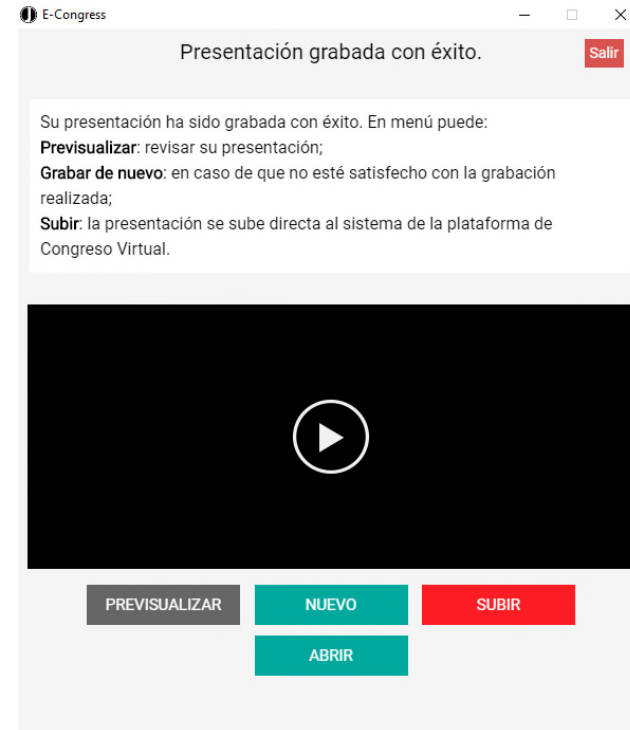 E-Congress
Presentación grabada con éxito.
Salir
Su presentación ha sido grabada con éxito. En menú puede:
Previsualizar: revisar su presentación;
Grabar de nuevo: en caso de que no esté satisfecho con la grabación
realizada;
Subir: la presentación se sube directa al sistema de la plataforma de
Congreso Virtual.
PREVISUALIZAR
NUEVO
SUBIR
ABRIR